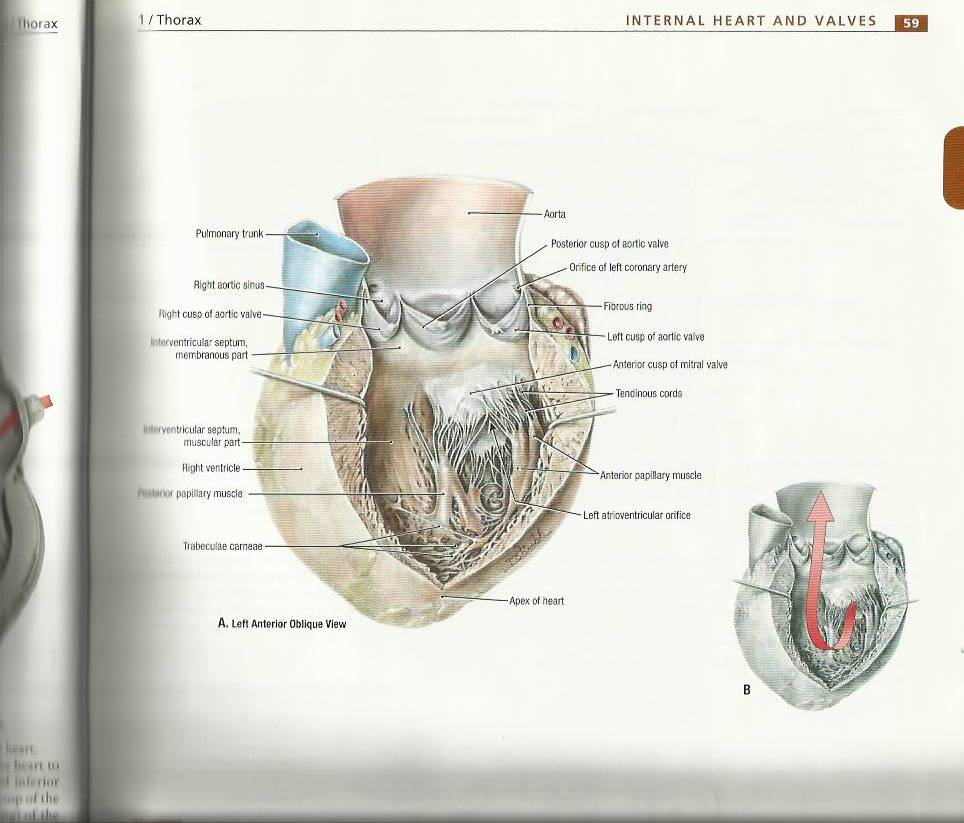 Thorax
1 / Thorax
INTERNAL HEART AND VALVES 59
Aorta
Pulmonary trunk
Posterior cusp of aortic valve
Orifice of left coronary artery
Right aortic sinus
Fibrous ring
Right cusp of aortic valve
Left cusp of aortic valve
Interventricular septum,
membranous part
Anterior cusp of mitral valve
Tendinous cords
Interventricular septum,
muscular part
Right ventricle
Anterior papillary muscle
Posterior papillary muscle
Left atrioventricular orifice
Trabeculae carneae
Apex of heart
A. Left Anterior Oblique View
B
heart.
heart to
inferior
of the
of the